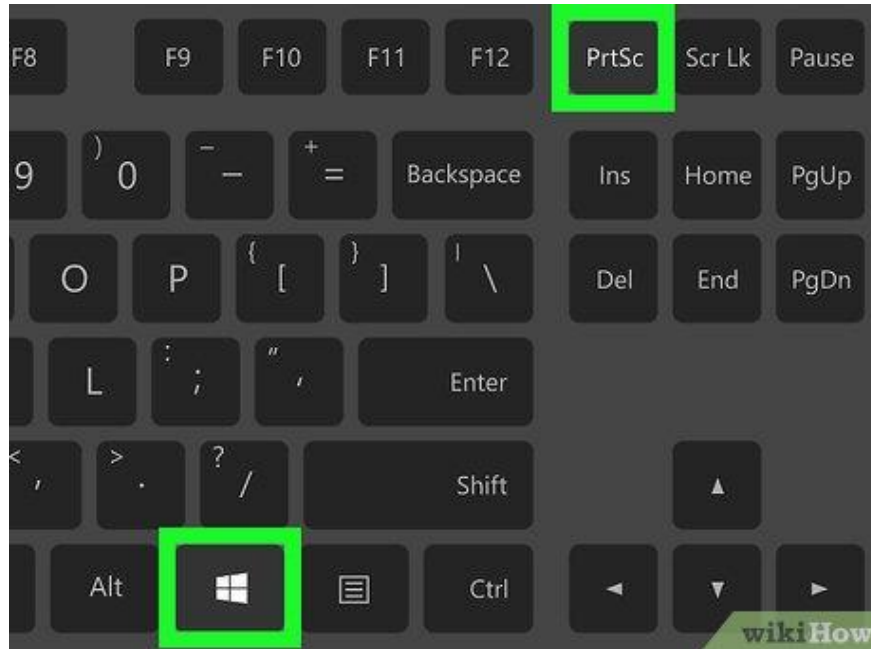 F8 F9 F10 F11 F12 PrtSc Scr Lk Pause
9 ) 0 _ - + = Backspace Ins Home PgUp
O P { [ } ] | \ Del End PgDn
L : ; " ' Enter
< , > . ? / Shift
Alt Ctrl
wikiHow